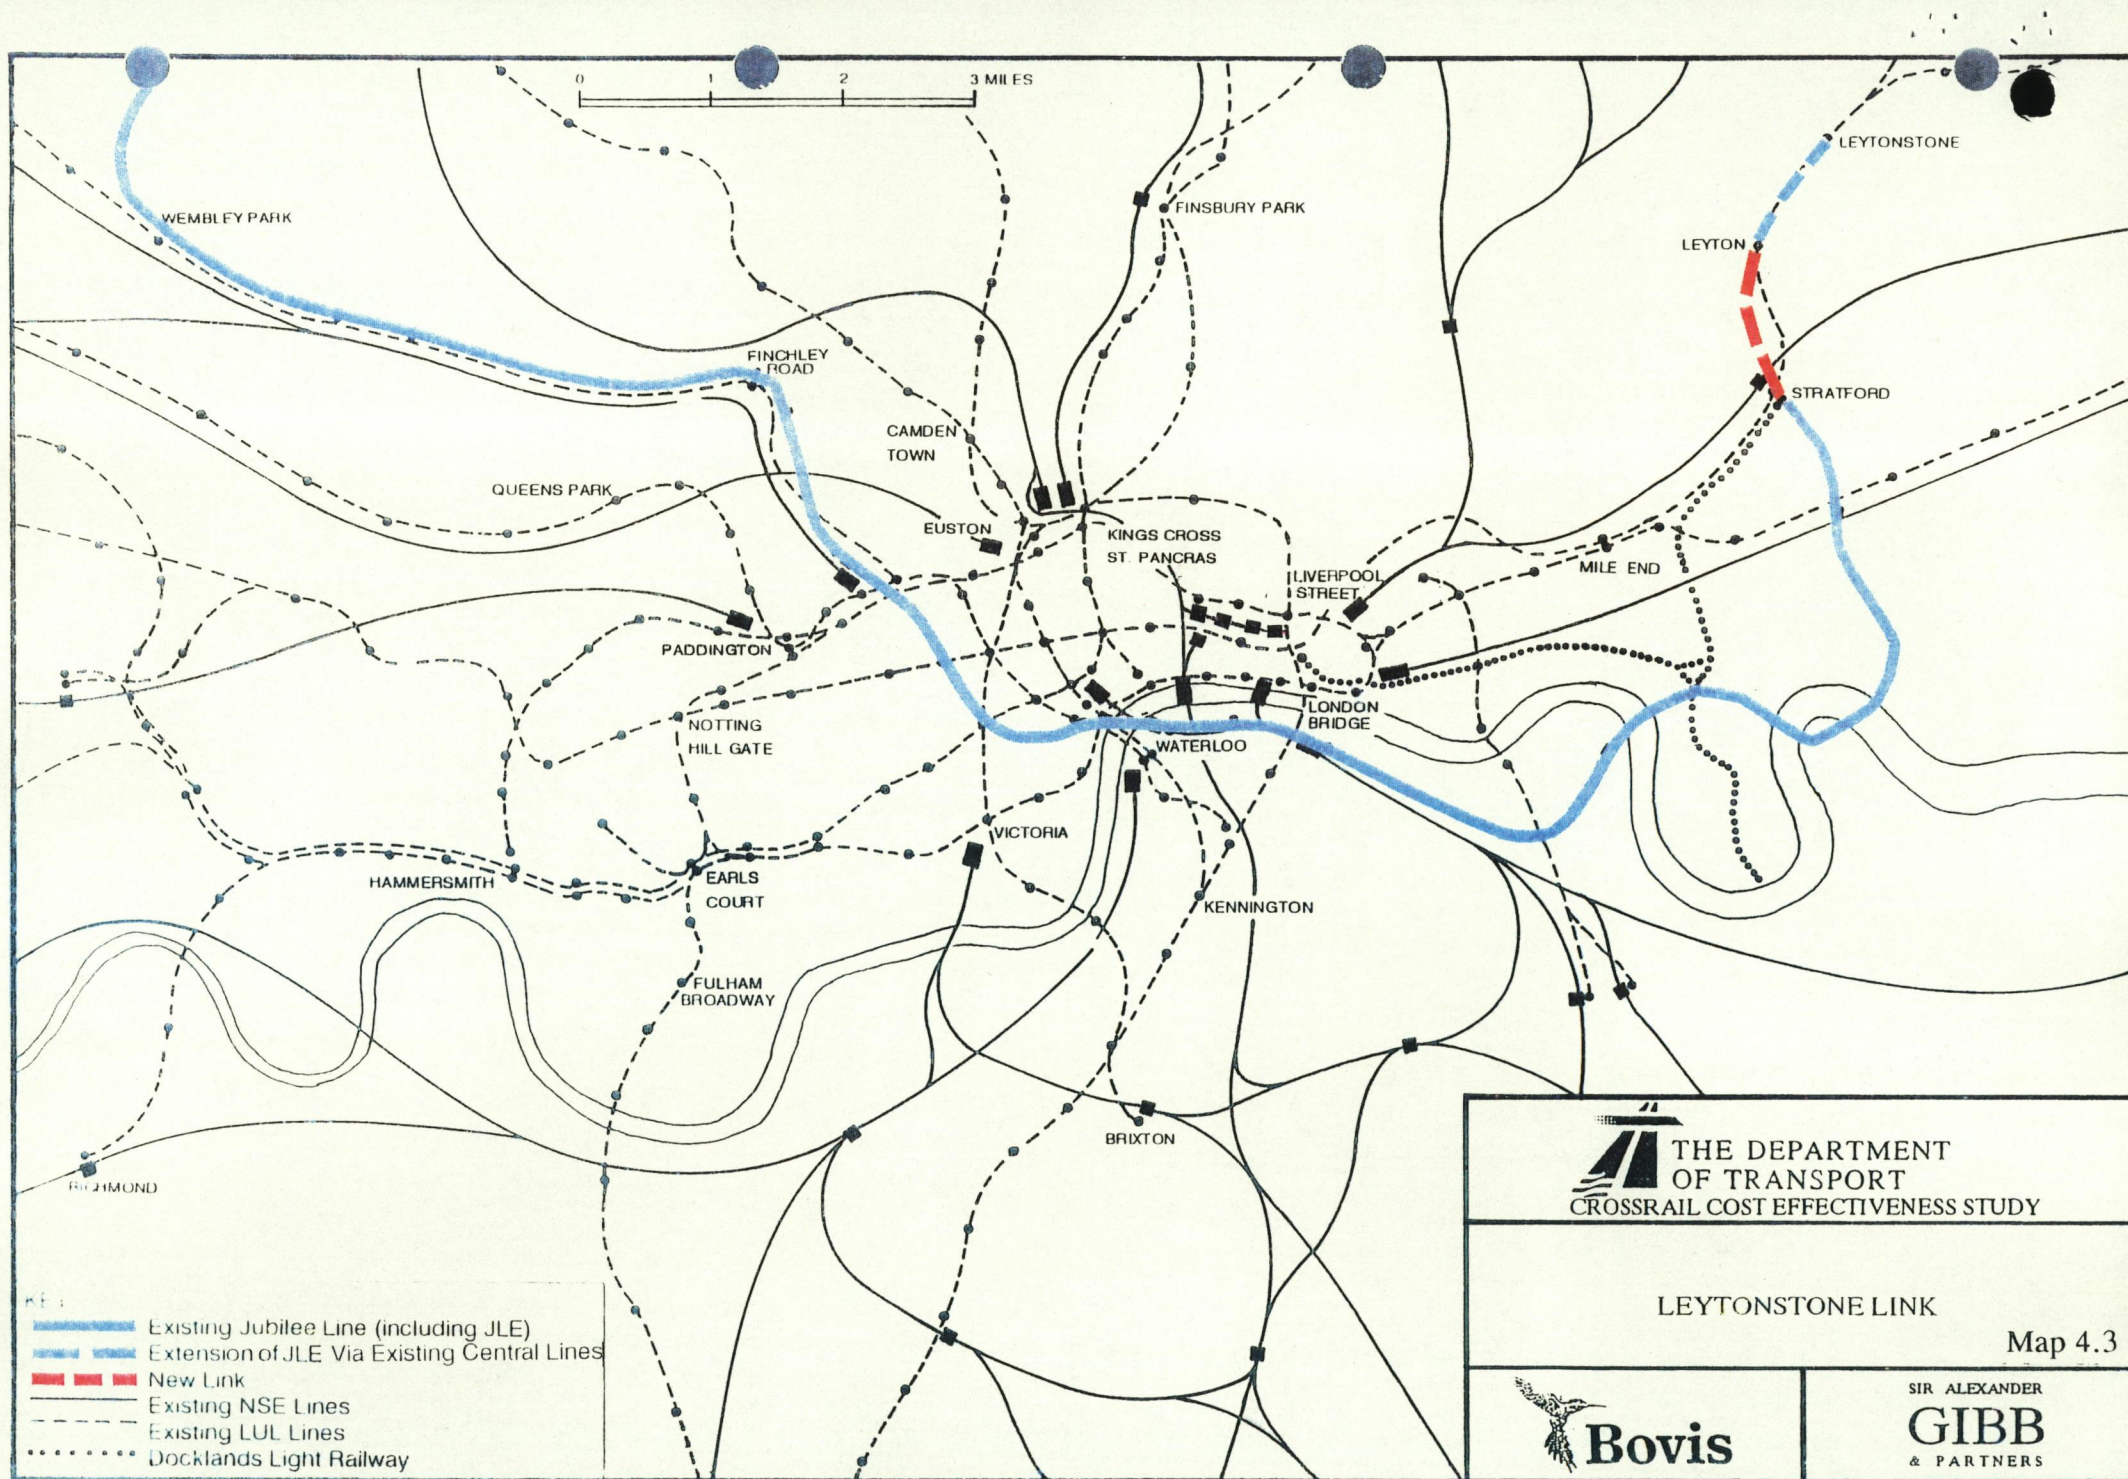 0 1 2 3 MILES
LEYTONSTONE
WEMBLEY PARK
FINSBURY PARK
LEYTON
FINCHLEY
ROAD
STRATFORD
CAMDEN
TOWN
QUEENS PARK
EUSTON
KINGS CROSS
ST. PANCRAS
LIVERPOOL
STREET
MILE END
PADDINGTON
NOTTING
HILL GATE
LONDON
BRIDGE
WATERLOO
VICTORIA
HAMMERSMITH
EARLS
COURT
KENNINGTON
FULHAM
BROADWAY
BRIXTON
RICHMOND
THE DEPARTMENT
OF TRANSPORT
CROSSRAIL COST EFFECTIVENESS STUDY
LEYTONSTONE LINK
Map 4.3
Existing Jubilee Line (including JLE)
Extension of JLE Via Existing Central Lines
New Link
Existing NSE Lines
Existing LUL Lines
Docklands Light Railway
Bovis
SIR ALEXANDER
GIBB
& PARTNERS